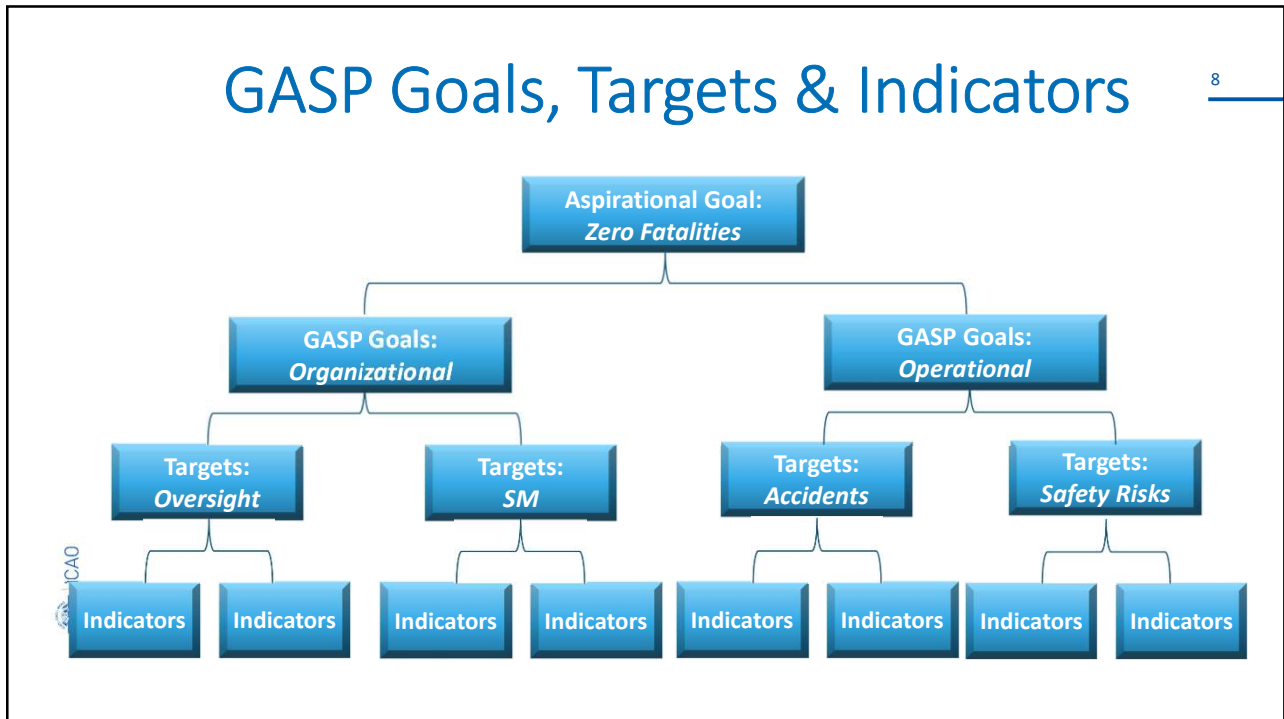 GASP Goals, Targets & Indicators
8
Aspirational Goal:
Zero Fatalities
GASP Goals:
Organizational
GASP Goals:
Operational
Targets:
Oversight
Targets:
SM
Targets:
Accidents
Targets:
Safety Risks
ICAO
Indicators
Indicators
Indicators
Indicators
Indicators
Indicators
Indicators
Indicators